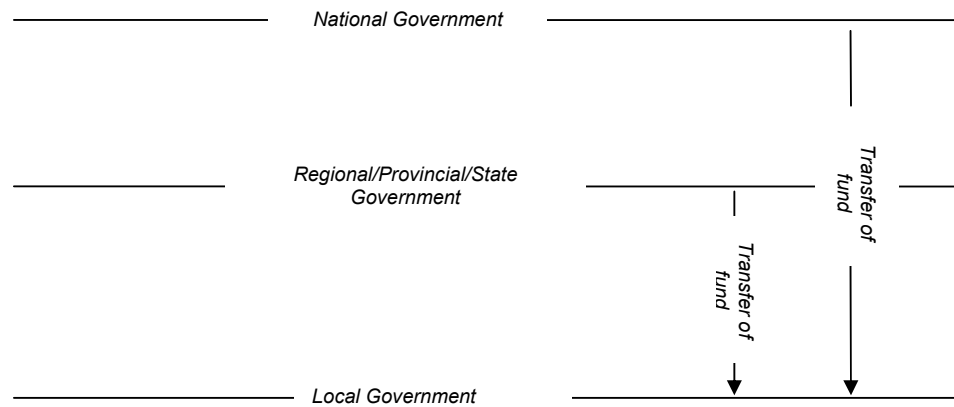 National Government
Regional/Provincial/State
Government
Transfer of
fund
Transfer of
fund
Local Government